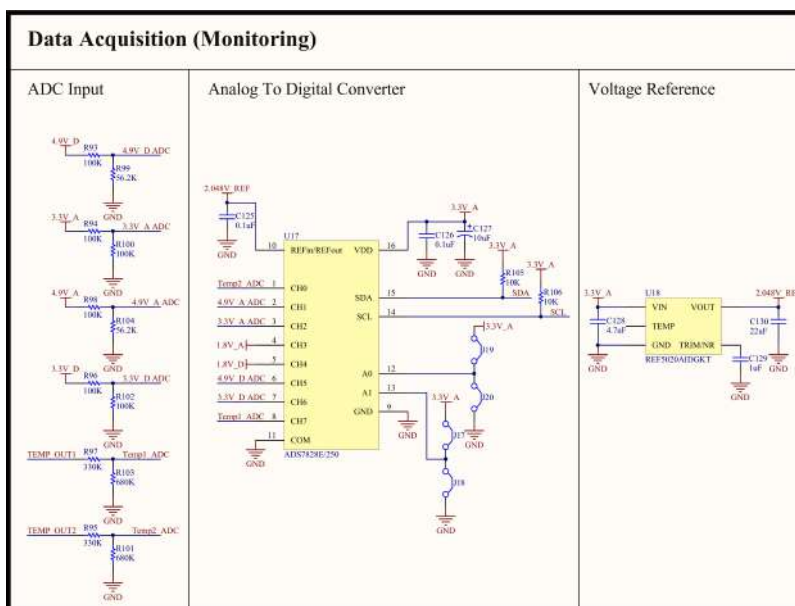 Data Acquisition (Monitoring)
ADC Input
4.9V_D
R93
100K
4.9V_D ADC
R99
56.2K
GND
3.3V_A
R94
100K
3.3V_A ADC
R100
100K
GND
4.9V_A
R98
100K
4.9V_A ADC
R104
56.2K
GND
3.3V_D
R96
100K
3.3V_D ADC
R102
100K
GND
TEMP_OUT1
R97
330K
Temp1_ADC
R103
680K
GND
TEMP_OUT2
R95
330K
Temp2_ADC
R101
680K
GND
Analog To Digital Converter
2.048V_REF
C125
0.1uF
GND
U17
10 REFin/REFout VDD 16
3.3V_A
C126
0.1uF
GND
C127
10uF
GND
3.3V_A
R105
10K
3.3V_A
R106
10K
Temp2_ADC 1 CH0
4.9V_A ADC 2 CH1
3.3V_A ADC 3 CH2
1.8V_A 4 CH3
1.8V_D 5 CH4
4.9V_D ADC 6 CH5
3.3V_D ADC 7 CH6
Temp1_ADC 8 CH7
11 COM
GND
SDA 15 SDA
SCL 14 SCL
A0 12
A1 13
GND 9
GND
ADS7828E/250
3.3V_A
J19
J20
GND
3.3V_A
J17
J18
GND
Voltage Reference
3.3V_A
C128
4.7uF
GND
U18
VIN VOUT
TEMP
GND TRIM/NR
REF5020AIDGKT
2.048V_RE
C130
22uF
GND
C129
1uF
GND